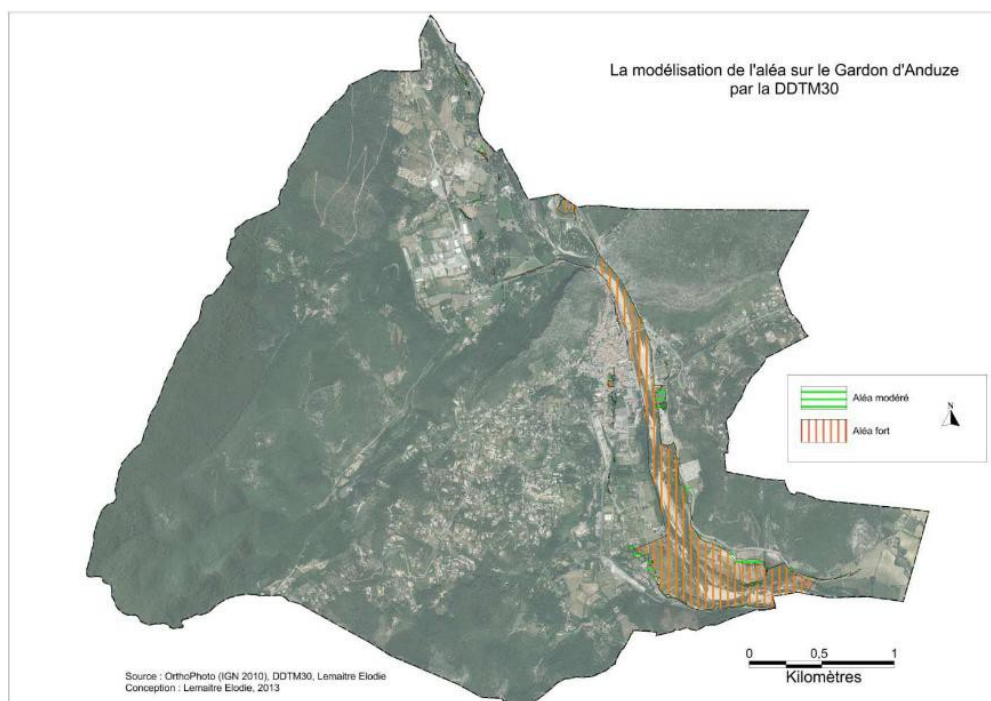 La modélisation de l'aléa sur le Gardon d'Anduze
par la DDTM30
Aléa modéré
N
Aléa fort
0 0,5 1
Kilomètres
Source : OrthoPhoto (IGN 2010), DDTM30, Lemaitre Elodie
Conception : Lemaitre Elodie, 2013